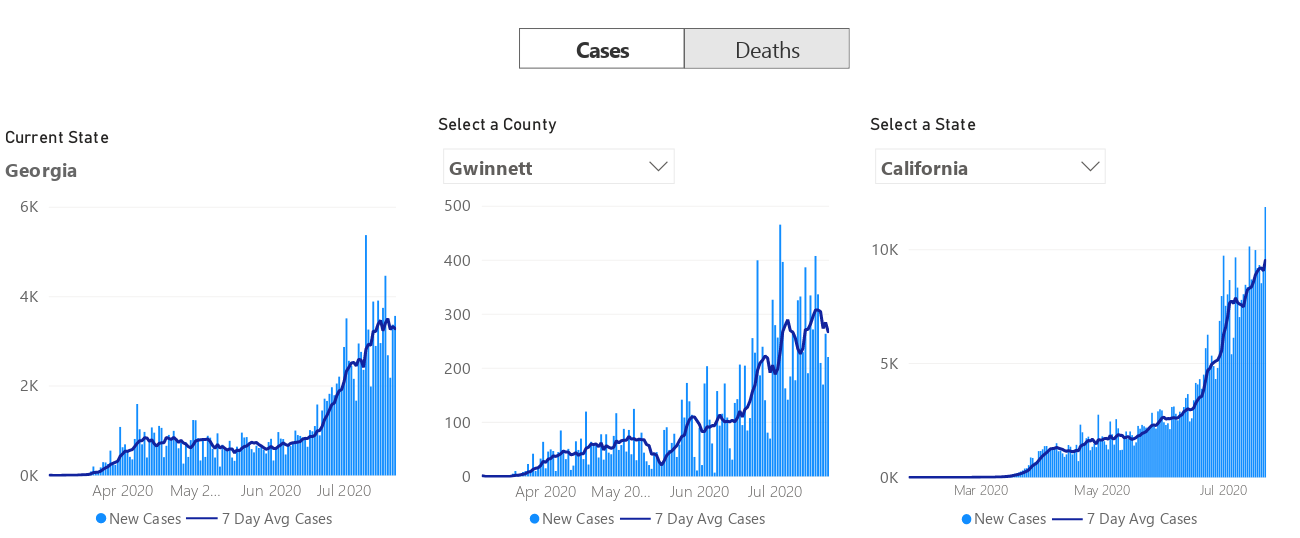 Cases Deaths
Current State
Georgia
6K
4K
2K
0K
Apr 2020 May 2... Jun 2020 Jul 2020
New Cases 7 Day Avg Cases
Select a County
Gwinnett
500
400
300
200
100
0
Apr 2020 May 20... Jun 2020 Jul 2020
New Cases 7 Day Avg Cases
Select a State
California
10K
5K
0K
Mar 2020 May 2020 Jul 2020
New Cases 7 Day Avg Cases